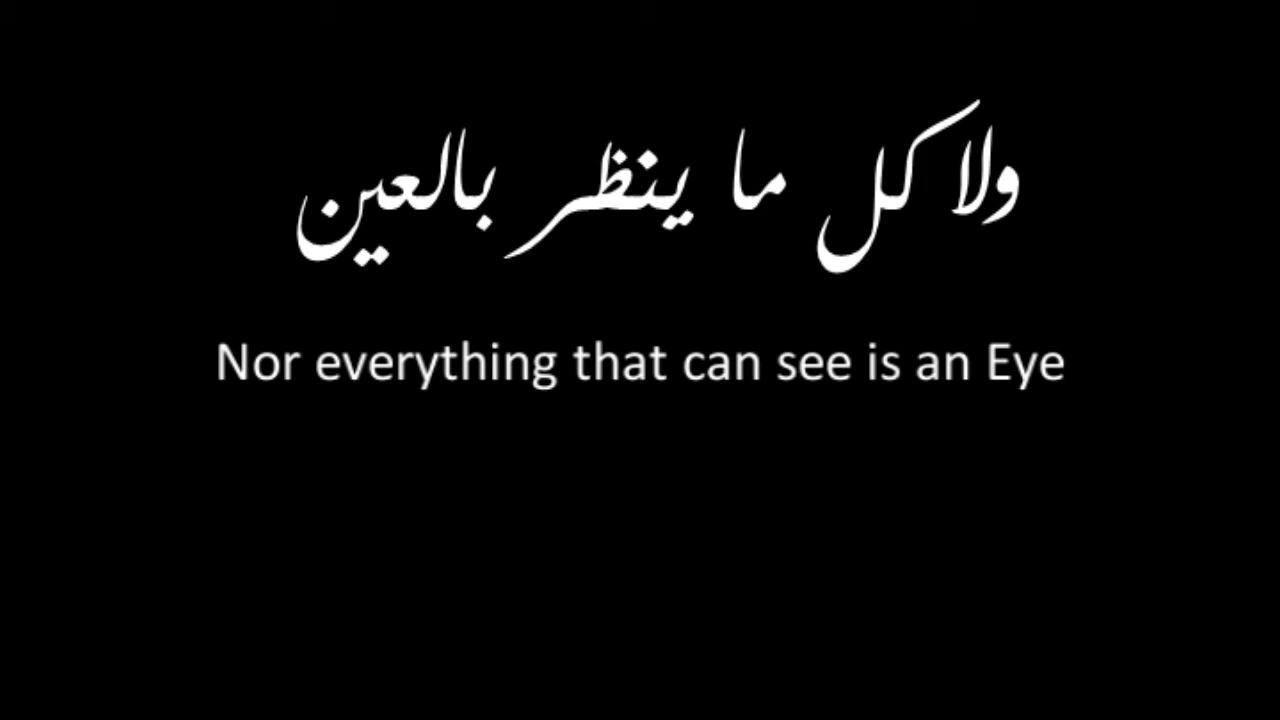 ولا كل ما ينظر بالعين
Nor everything that can see is an Eye